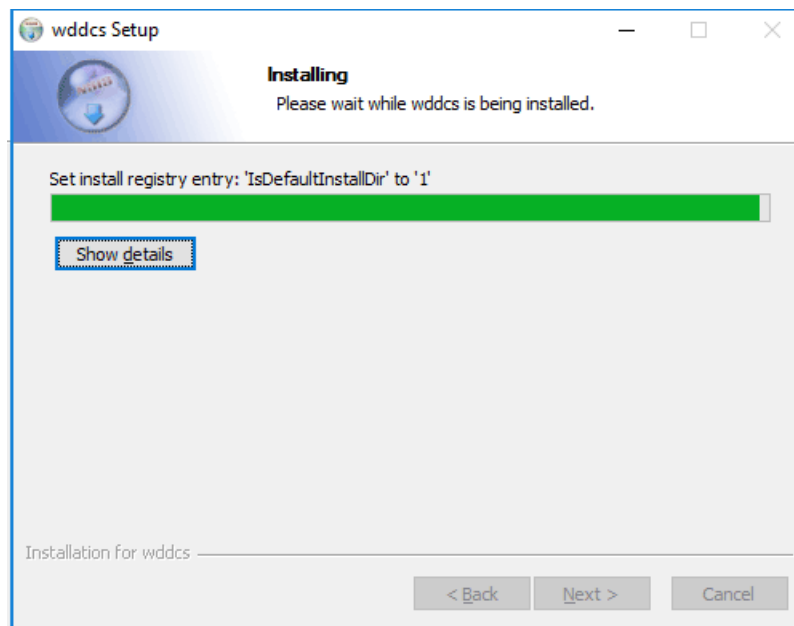 wddcs Setup
Installing
Please wait while wddcs is being installed.
Set install registry entry: 'IsDefaultInstallDir' to '1'
Show details
Installation for wddcs
< Back
Next >
Cancel